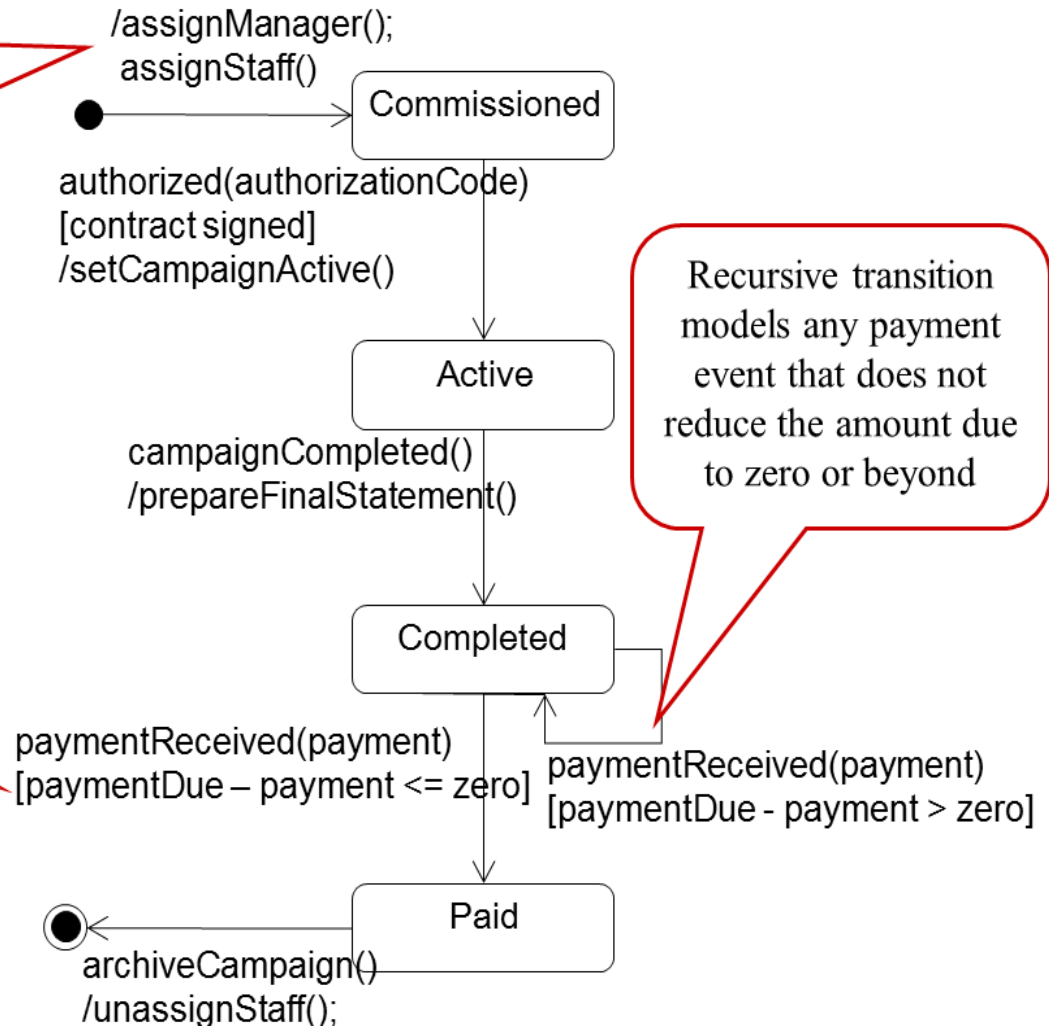 /assignManager();
assignStaff()
Commissioned
authorized(authorizationCode)
[contract signed]
/setCampaignActive()
Recursive transition
models any payment
event that does not
reduce the amount due
to zero or beyond
Active
campaignCompleted()
/prepareFinalStatement()
Completed
paymentReceived(payment)
[paymentDue – payment <= zero]
paymentReceived(payment)
[paymentDue - payment > zero]
Paid
archiveCampaign()
/unassignStaff();